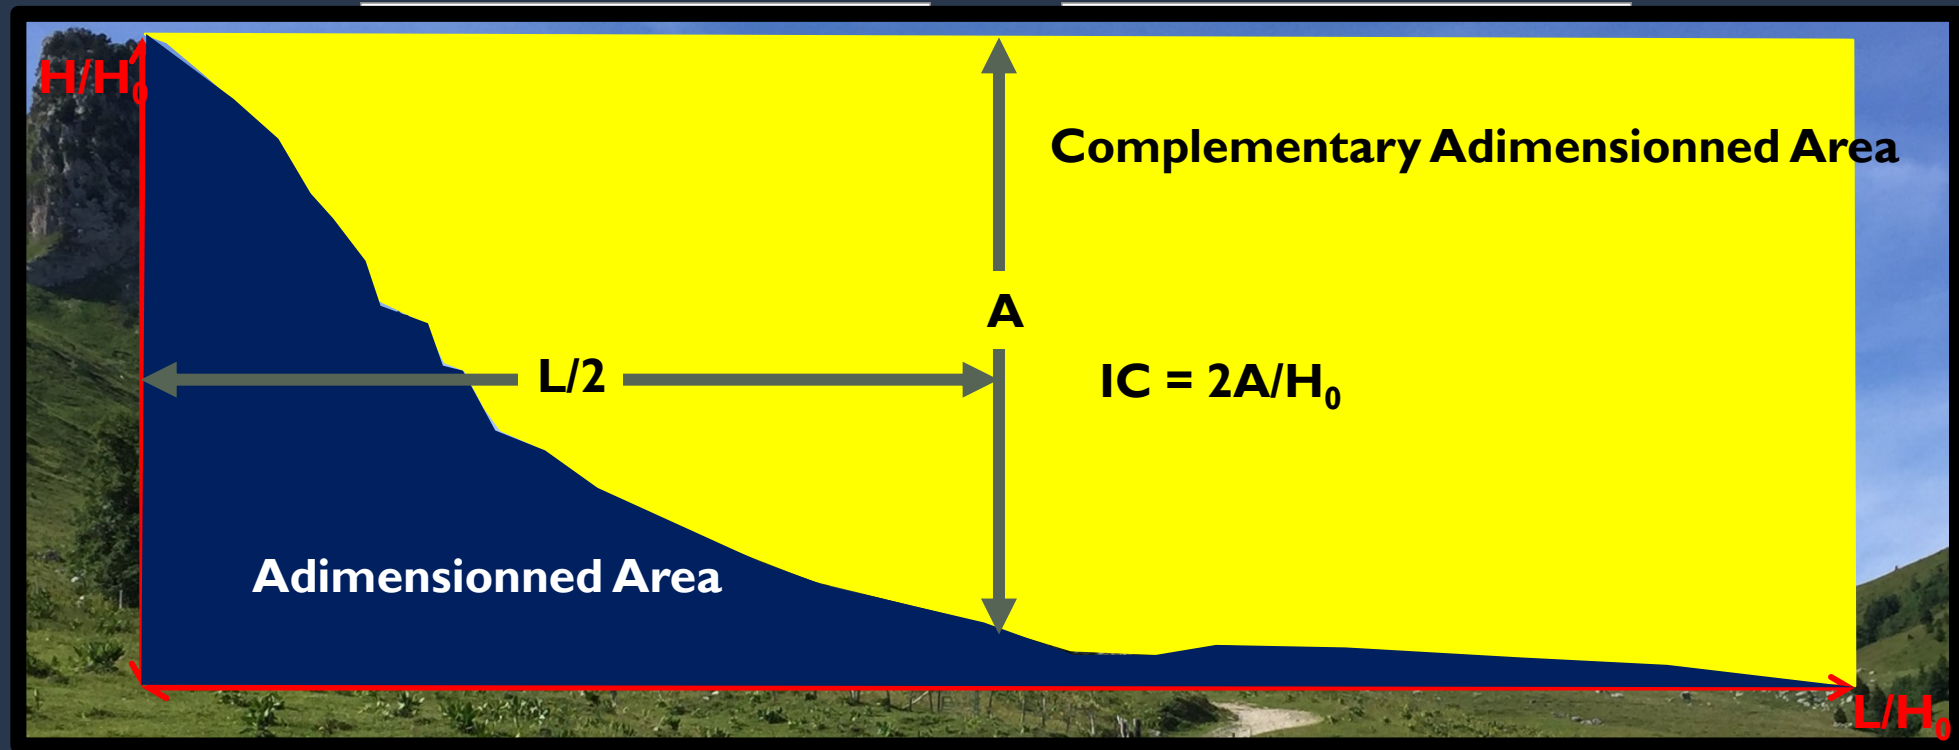 H/H₀
Complementary Adimensionned Area
A
L/2
IC = 2A/H₀
Adimensionned Area
L/H₀